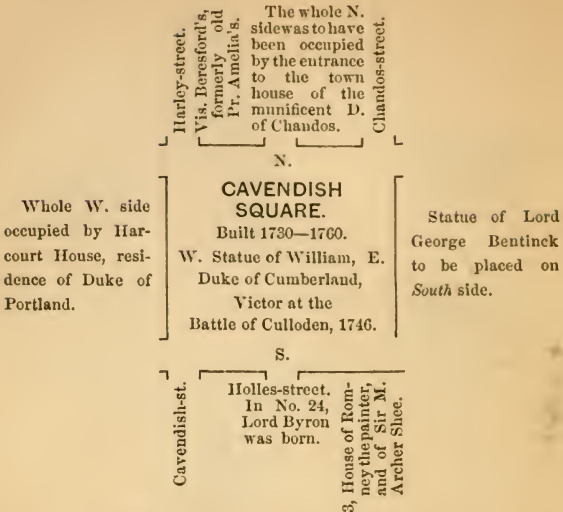 Harley-street.
Vis. Beresford's,
formerly old
Pr. Amelia's.
The whole N.
side was to have
been occupied
by the entrance
to the town
house of the
munificent D.
of Chandos.
Chandos-street.
N.
Whole W. side
occupied by Har-
court House, resi-
dence of Duke of
Portland.
CAVENDISH
SQUARE.
Built 1730—1760.
W. Statue of William, E.
Duke of Cumberland,
Victor at the
Battle of Culloden, 1746.
Statue of Lord
George Bentinck
to be placed on
South side.
S.
Cavendish-st.
Holles-street.
In No. 24,
Lord Byron
was born.
3, House of Rom-
ney the painter,
and of Sir M.
Archer Shee.